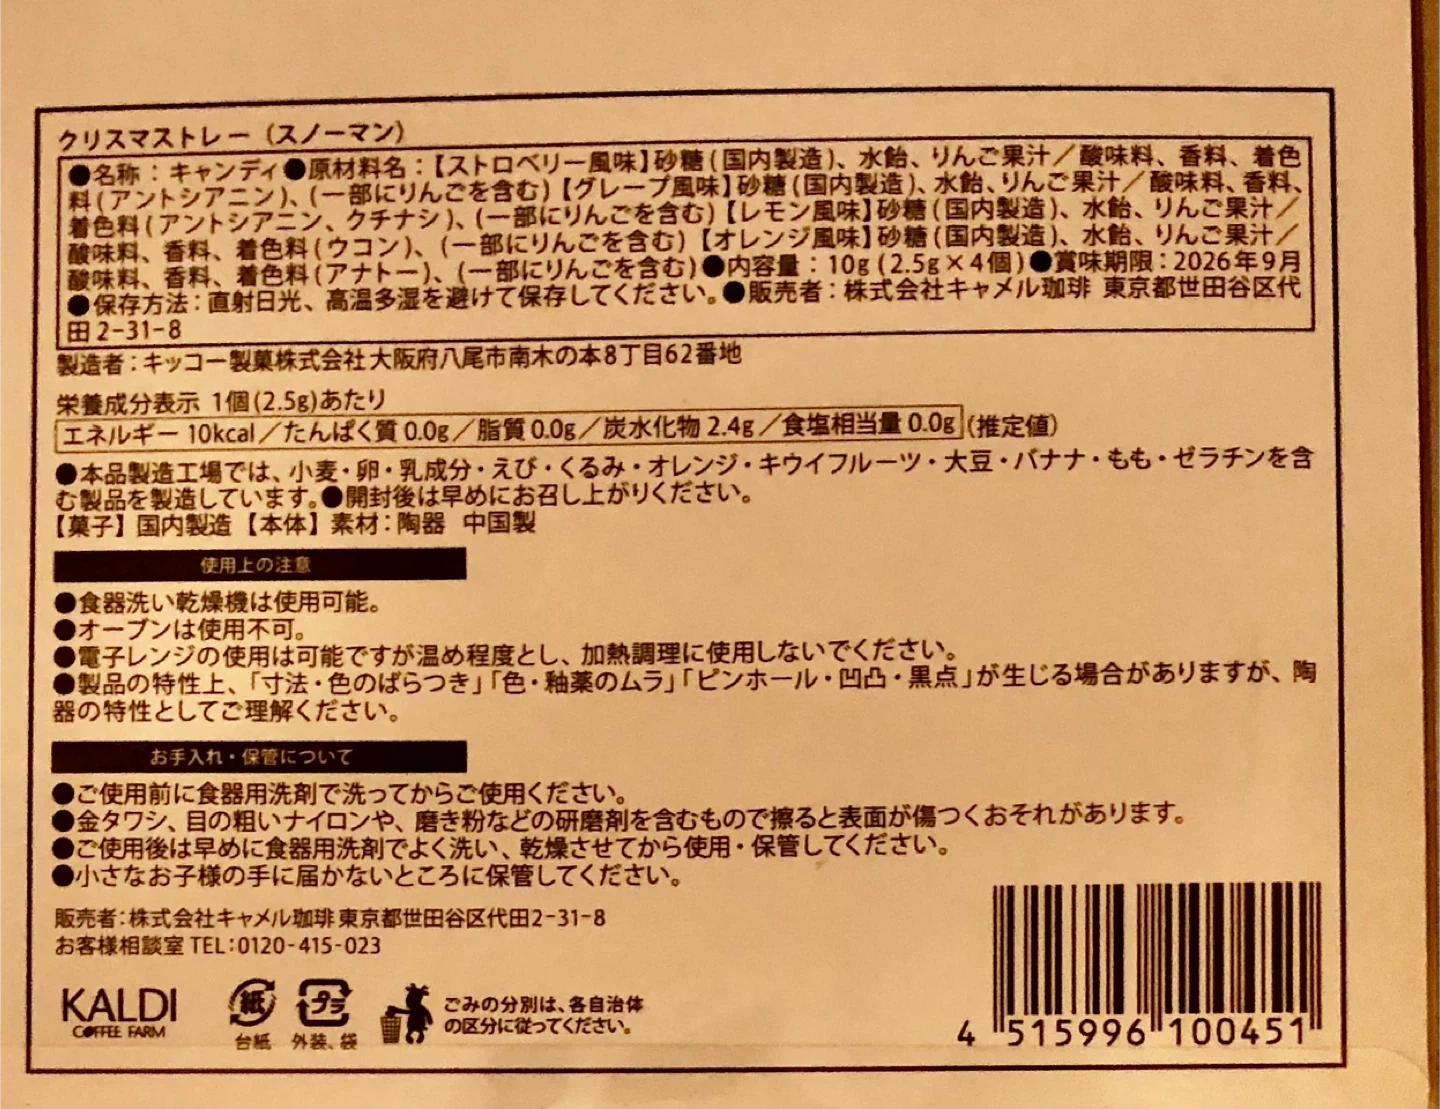 クリスマストレー（スノーマン）
●名称：キャンディ●原材料名：【ストロベリー風味】砂糖(国内製造)、水飴、りんご果汁／酸味料、香料、着色
料(アントシアニン)、(一部にりんごを含む)【グレープ風味】砂糖(国内製造)、水飴、りんご果汁／酸味料、香料、
着色料(アントシアニン、クチナシ)、(一部にりんごを含む)【レモン風味】砂糖(国内製造)、水飴、りんご果汁／
酸味料、香料、着色料(ウコン)、(一部にりんごを含む)【オレンジ風味】砂糖(国内製造)、水飴、りんご果汁／
酸味料、香料、着色料(アナトー)、(一部にりんごを含む)●内容量：10g(2.5g×4個)●賞味期限：2026年9月
●保存方法：直射日光、高温多湿を避けて保存してください。●販売者：株式会社キャメル珈琲 東京都世田谷区代
田2-31-8
製造者：キッコー製菓株式会社 大阪府八尾市南木の本8丁目62番地
栄養成分表示 1個(2.5g)あたり
エネルギー 10kcal／たんぱく質 0.0g／脂質 0.0g／炭水化物 2.4g／食塩相当量 0.0g (推定値)
●本品製造工場では、小麦・卵・乳成分・えび・くるみ・オレンジ・キウイフルーツ・大豆・バナナ・もも・ゼラチンを含
む製品を製造しています。●開封後は早めにお召し上がりください。
【菓子】国内製造【本体】素材：陶器 中国製
使用上の注意
●食器洗い乾燥機は使用可能。
●オーブンは使用不可。
●電子レンジの使用は可能ですが温め程度とし、加熱調理に使用しないでください。
●製品の特性上、「寸法・色のばらつき」「色・釉薬のムラ」「ピンホール・凹凸・黒点」が生じる場合がありますが、陶
器の特性としてご理解ください。
お手入れ・保管について
●ご使用前に食器用洗剤で洗ってからご使用ください。
●金タワシ、目の粗いナイロンや、磨き粉などの研磨剤を含むもので擦ると表面が傷つくおそれがあります。
●ご使用後は早めに食器用洗剤でよく洗い、乾燥させてから使用・保管してください。
●小さなお子様の手に届かないところに保管してください。
販売者：株式会社キャメル珈琲 東京都世田谷区代田2-31-8
お客様相談室 TEL：0120-415-023
KALDI
COFFEE FARM
紙
台紙
プラ
外装、袋
ごみの分別は、各自治体
の区分に従ってください。
4 515996 100451